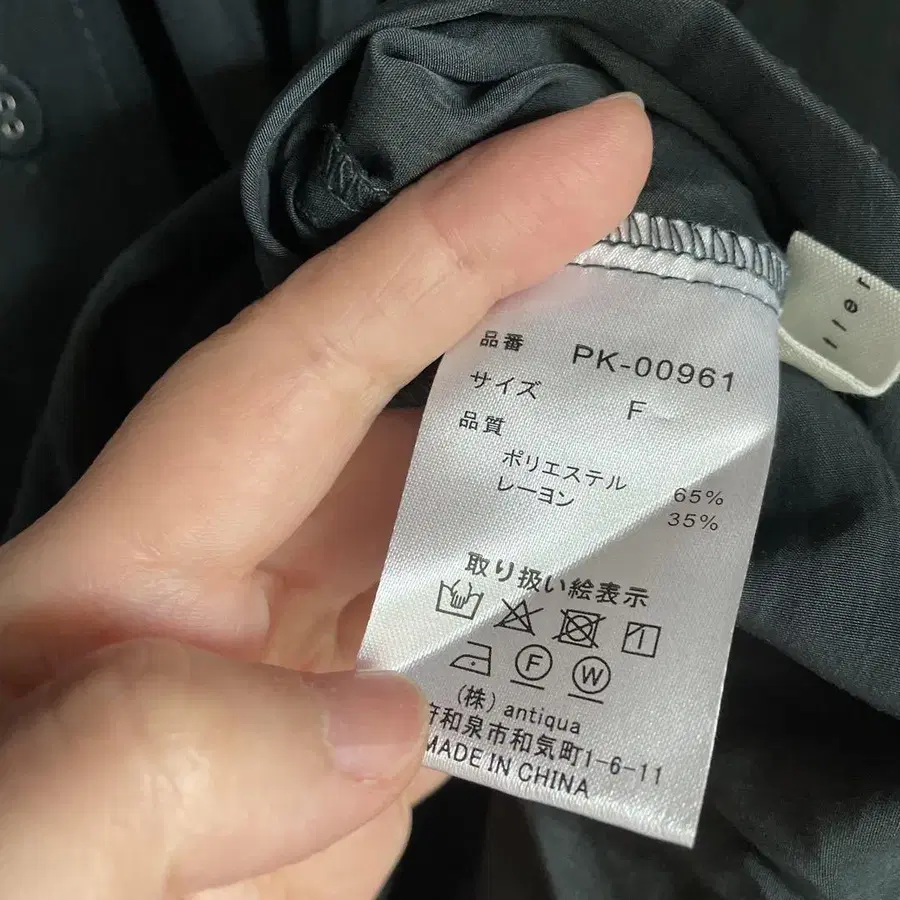 品番 PK-00961
サイズ F
品質
ポリエステル 65%
レーヨン 35%
取り扱い絵表示
F W
(株) antiqua
和泉市和気町1-6-11
MADE IN CHINA